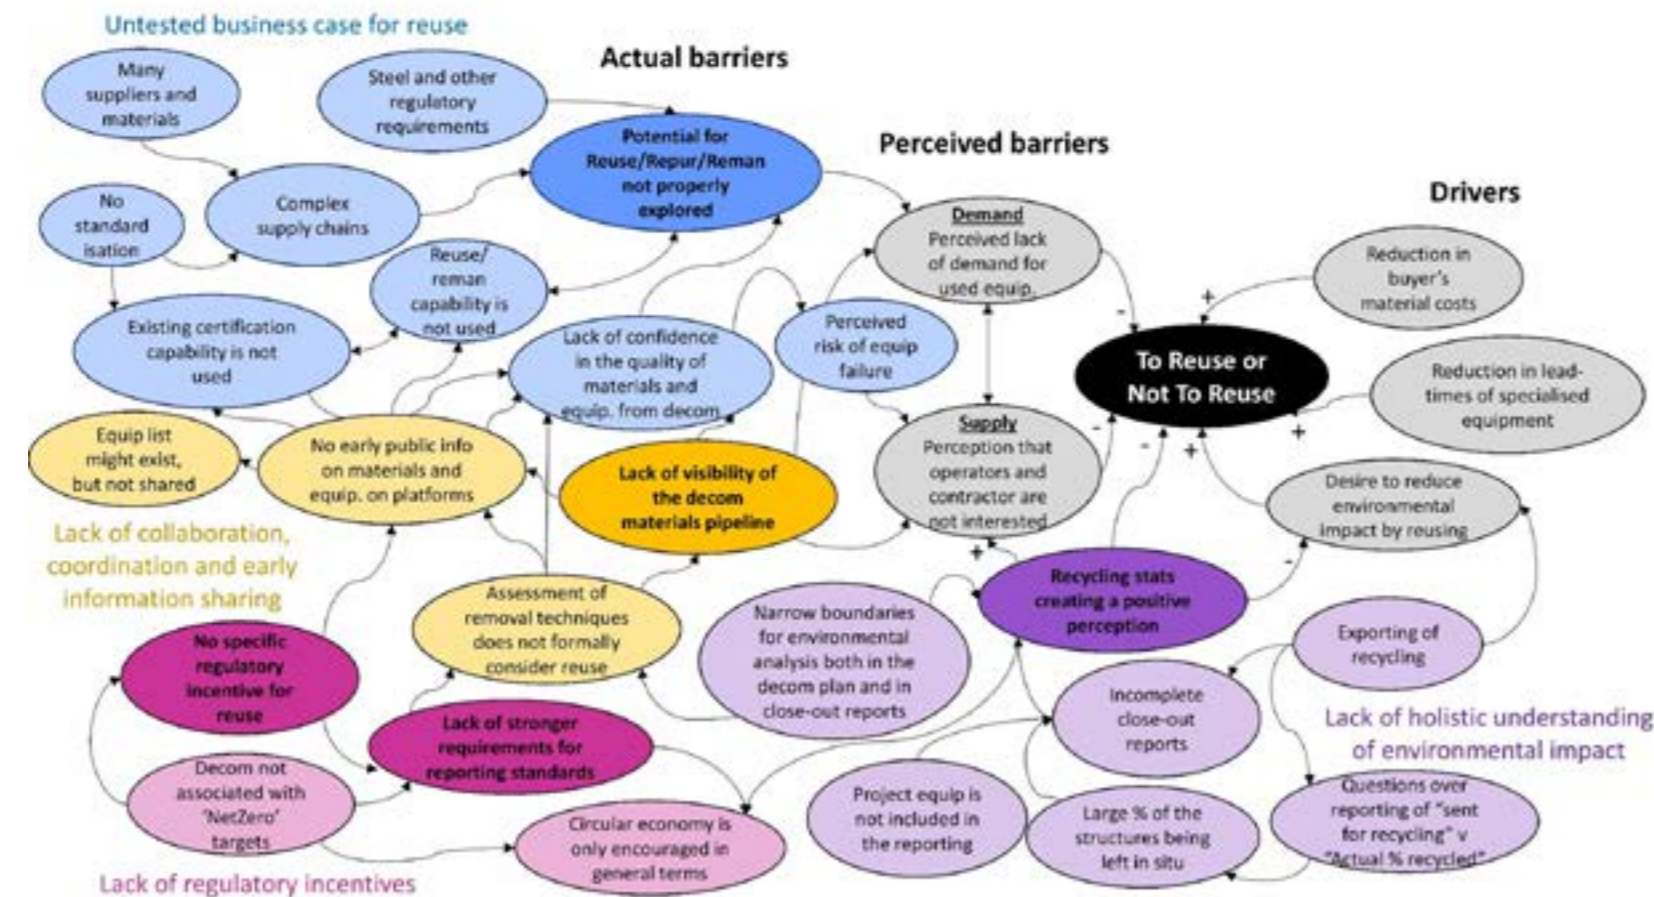 Untested business case for reuse
Actual barriers
Many
suppliers and
materials
Steel and other
regulatory
requirements
Potential for
Reuse/Repur/Reman
not properly
explored
Perceived barriers
Drivers
No
standard
isation
Complex
supply chains
Demand
Perceived lack
of demand for
used equip.
Reduction in
buyer's
material costs
Reuse/
reman
capability is
not used
Existing certification
capability is not
used
Lack of confidence
in the quality of
materials and
equip. from decom
Perceived
risk of equip
failure
-
+
To Reuse or
Not To Reuse
Reduction in lead-
times of specialised
equipment
+
Equip list
might exist,
but not shared
No early public info
on materials and
equip. on platforms
Lack of visibility of
the decom
materials pipeline
Supply
Perception that
operators and
contractor are
not interested
-
-
+
Desire to reduce
environmental
impact by reusing
Lack of collaboration,
coordination and early
information sharing
+
-
Assessment of
removal techniques
does not formally
consider reuse
Narrow boundaries
for environmental
analysis both in the
decom plan and in
close-out reports
Recycling stats
creating a positive
perception
Exporting of
recycling
No specific
regulatory
incentive for
reuse
Lack of stronger
requirements for
reporting standards
Incomplete
close-out
reports
Lack of holistic understanding
of environmental impact
Decom not
associated with
'NetZero'
targets
Circular economy is
only encouraged in
general terms
Project equip is
not included in
the reporting
Large % of the
structures being
left in situ
Questions over
reporting of "sent
for recycling" v
"Actual % recycled"
Lack of regulatory incentives